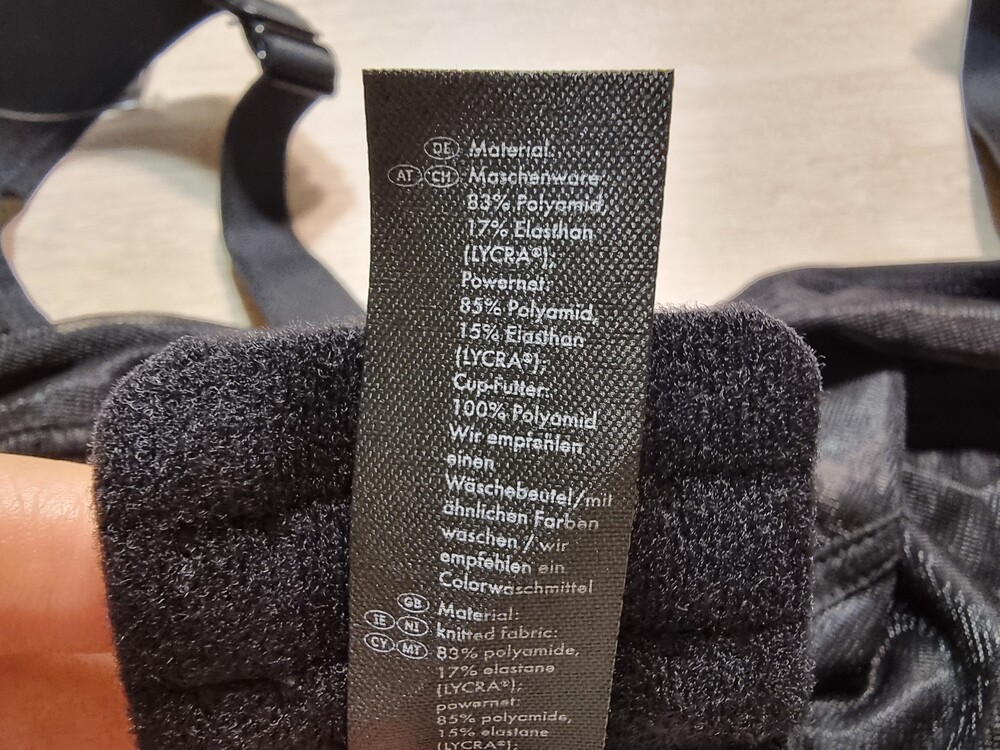 DE Material:
AT CH Maschenware:
83% Polyamid,
17% Elasthan
(LYCRA®);
Powernet:
85% Polyamid,
15% Elasthan
(LYCRA®);
Cup-Futter:
100% Polyamid
Wir empfehlen
einen
Wäschebeutel/mit
ähnlichen Farben
waschen / wir
empfehlen ein
Colorwaschmittel
GB Material:
IE NI knitted fabric:
CY MT 83% polyamide,
17% elastane
(LYCRA®);
powernet:
85% polyamide,
15% elastane
(LYCRA®);